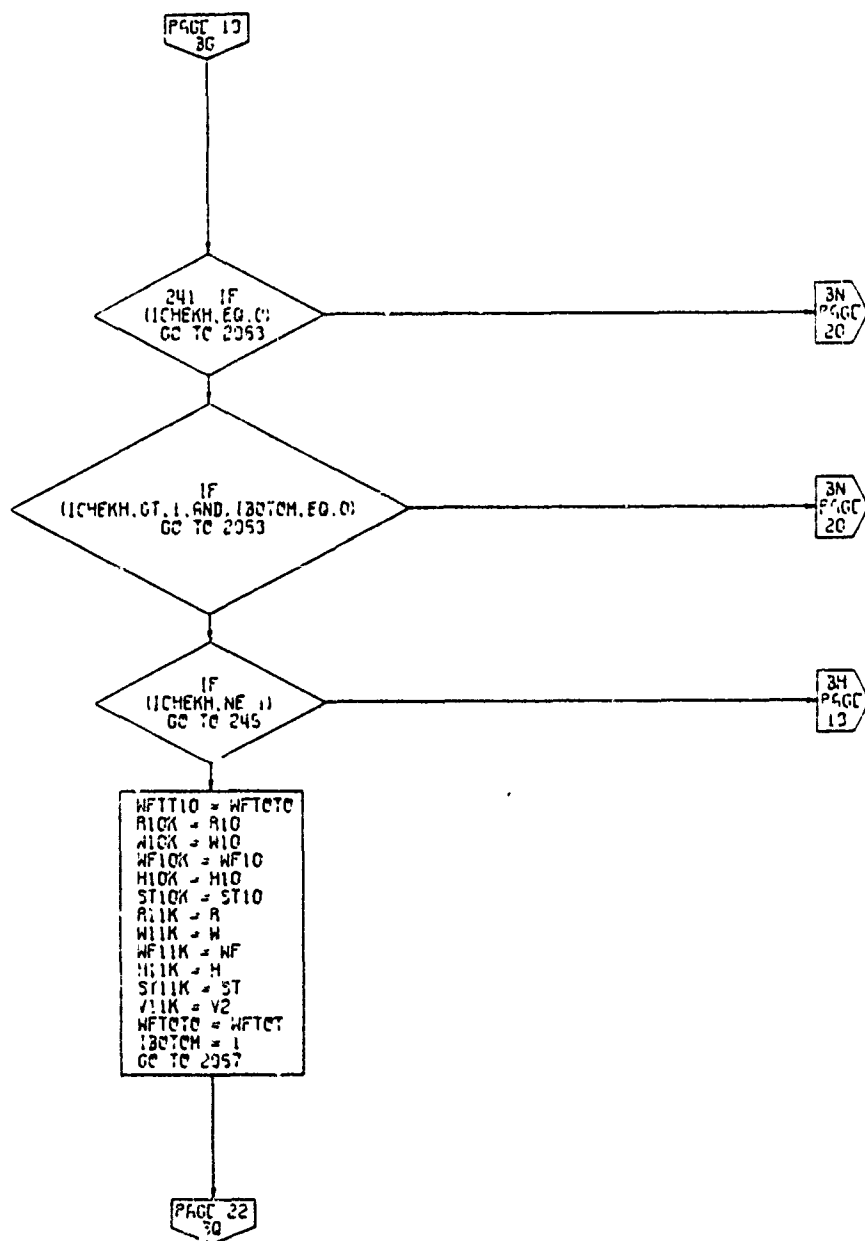 PAGE 13
3G
241 IF
(ICHEKH.EQ.0)
GO TO 2053
3N
PAGE
20
IF
(ICHEKH.GT.1.AND.IBOTOM.EQ.0)
GO TO 2053
3N
PAGE
20
IF
(ICHEKH.NE.1)
GO TO 245
3H
PAGE
13
WFTT10 = WFTOTO
R10K = R10
W10K = W10
WF10K = WF10
H10K = H10
ST10K = ST10
R11K = R
W11K = W
WF11K = WF
H11K = H
ST11K = ST
V11K = V2
WFTOTO = WFTOT
IBOTOM = 1
GO TO 2057
PAGE 22
3Q